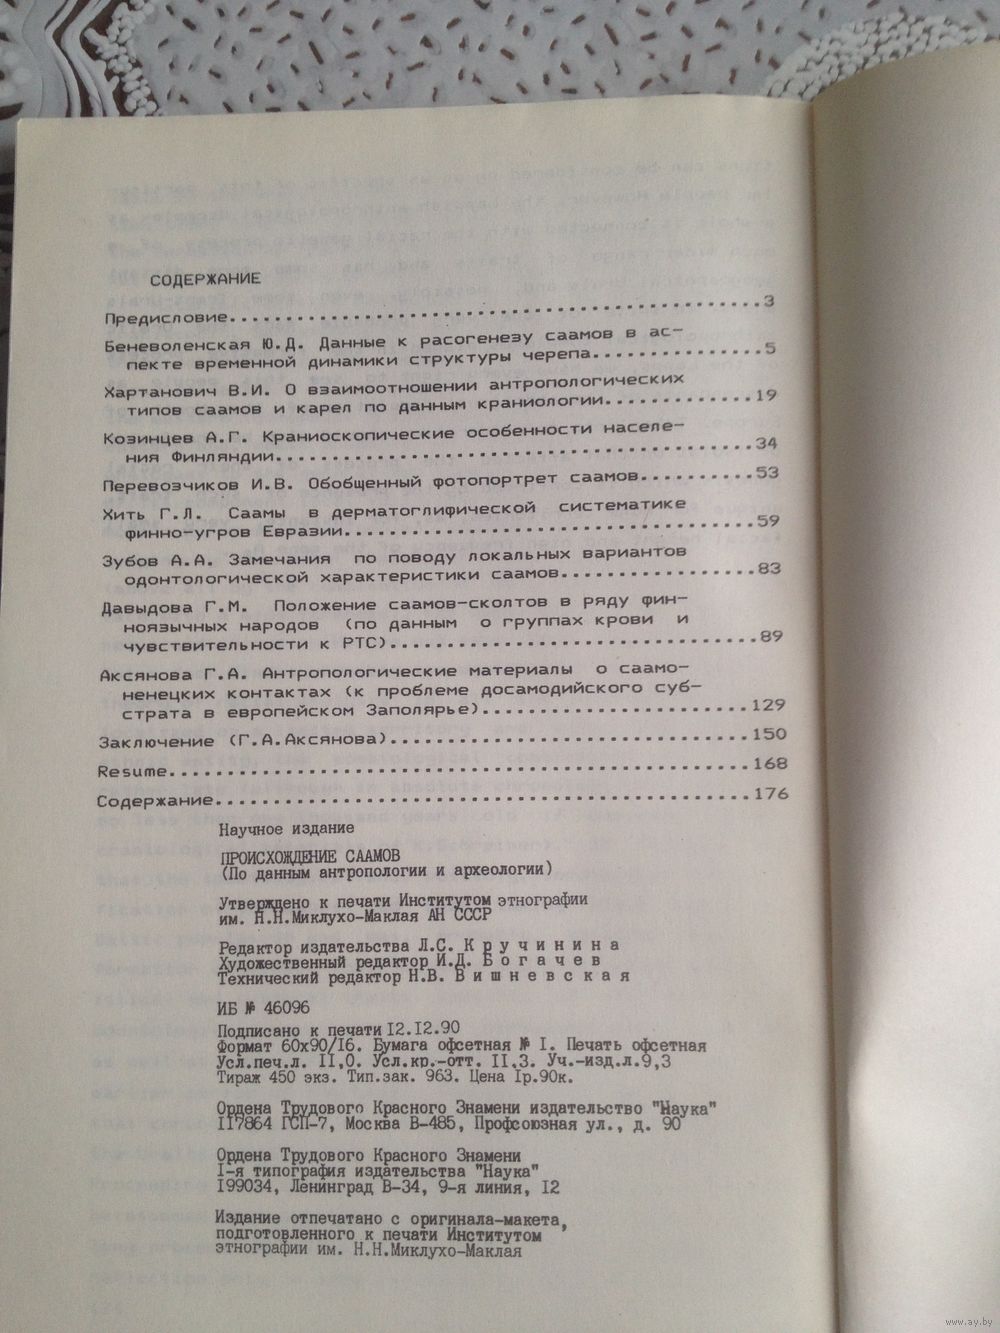 СОДЕРЖАНИЕ
Предисловие...............................................3
Беневоленская Ю.Д. Данные к расогенезу саамов в ас-
пекте временной динамики структуры черепа...............5
Хартанович В.И. О взаимоотношении антропологических
типов саамов и карел по данным краниологии.............19
Козинцев А.Г. Краниоскопические особенности населе-
ния Финляндии..........................................34
Перевозчиков И.В. Обобщенный фотопортрет саамов..........53
Хить Г.Л. Саамы в дерматоглифической систематике
финно-угров Евразии....................................59
Зубов А.А. Замечания по поводу локальных вариантов
одонтологической характеристики саамов.................83
Давыдова Г.М. Положение саамов-сколтов в ряду фин-
ноязычных народов (по данным о группах крови и
чувствительности к РТС)................................89
Аксянова Г.А. Антропологические материалы о саамо-
ненецких контактах (к проблеме досамодийского суб-
страта в европейском Заполярье).......................129
Заключение (Г.А.Аксянова)...............................150
Resume..................................................168
Содержание..............................................176
Научное издание
ПРОИСХОЖДЕНИЕ СААМОВ
(По данным антропологии и археологии)
Утверждено к печати Институтом этнографии
им. Н.Н.Миклухо-Маклая АН СССР
Редактор издательства Л.С. К р у ч и н и н а
Художественный редактор И.Д. Б о г а ч е в
Технический редактор Н.В. В и ш н е в с к а я
ИБ № 46096
Подписано к печати 12.12.90
Формат 60х90/16. Бумага офсетная № I. Печать офсетная
Усл.печ.л. II,0. Усл.кр.-отт. II,3. Уч.-изд.л.9,3
Тираж 450 экз. Тип.зак. 963. Цена Iр.90к.
Ордена Трудового Красного Знамени издательство "Наука"
II7864 ГСП-7, Москва В-485, Профсоюзная ул., д. 90
Ордена Трудового Красного Знамени
I-я типография издательства "Наука"
I99034, Ленинград В-34, 9-я линия, I2
Издание отпечатано с оригинала-макета,
подготовленного к печати Институтом
этнографии им. Н.Н.Миклухо-Маклая
www.ay.by